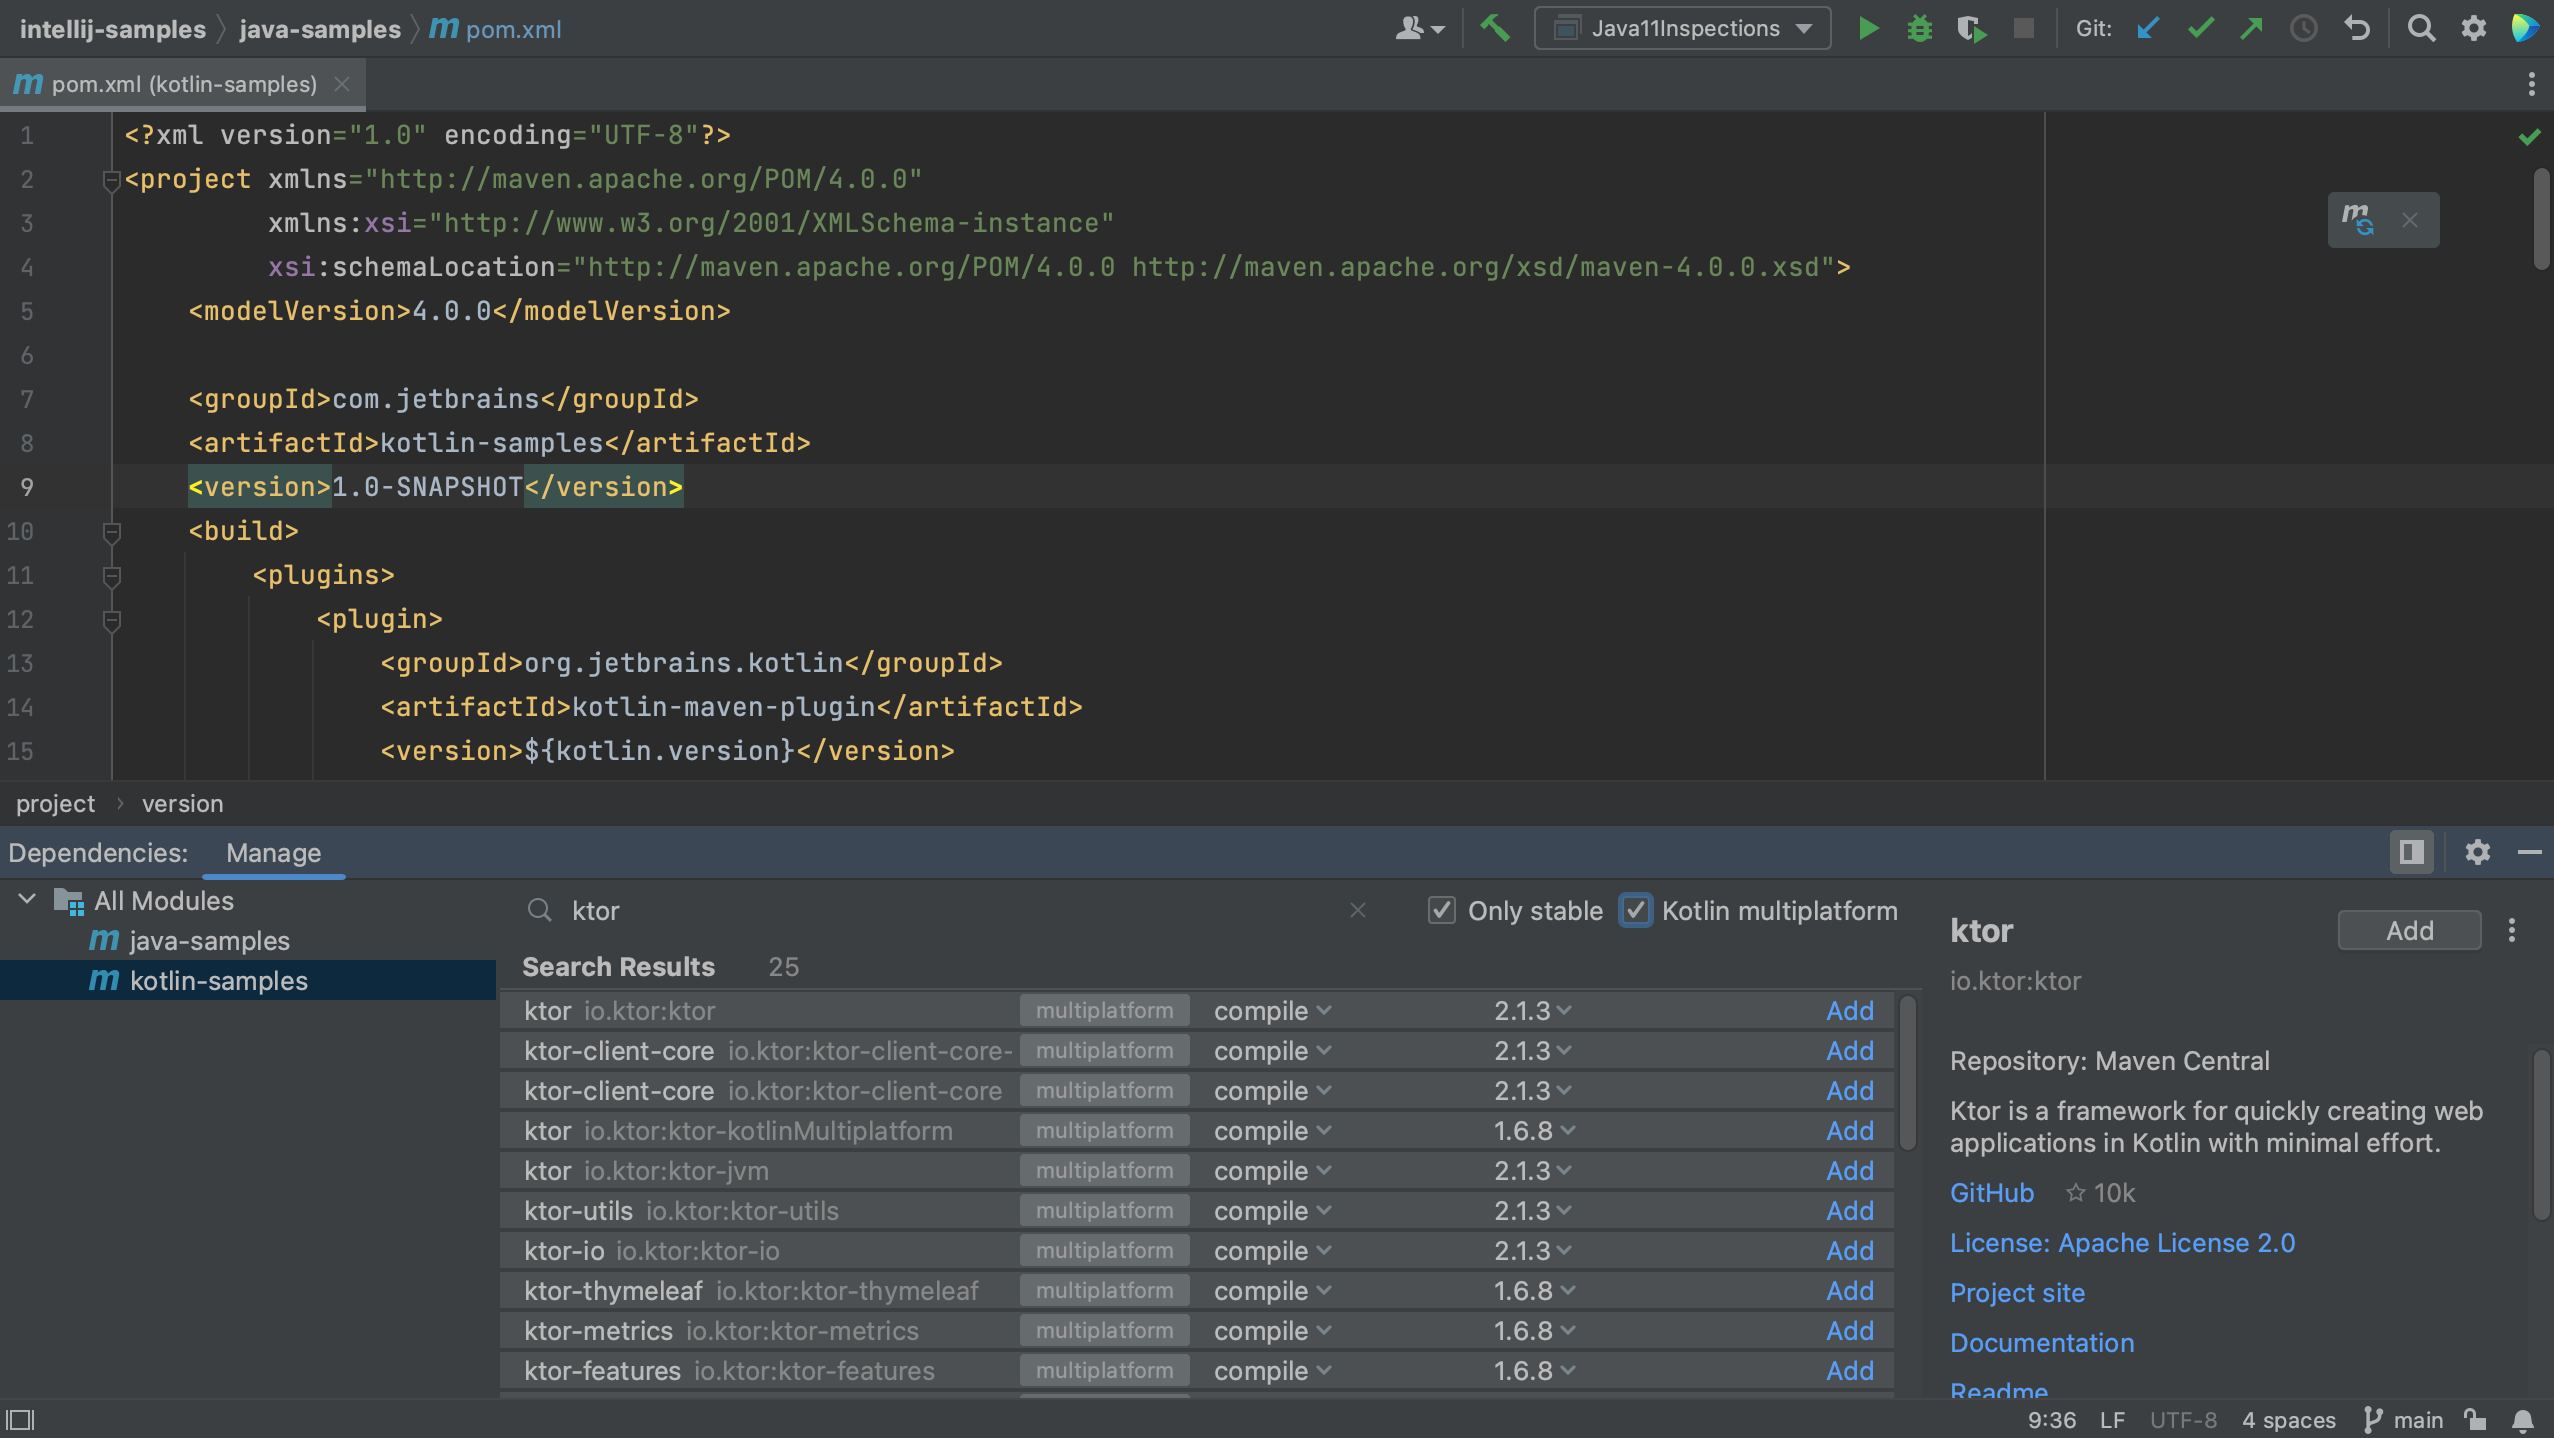 intellij-samples java-samples m pom.xml Java11Inspections Git:
m pom.xml (kotlin-samples)
1 <?xml version="1.0" encoding="UTF-8"?>
2 <project xmlns="http://maven.apache.org/POM/4.0.0"
3 xmlns:xsi="http://www.w3.org/2001/XMLSchema-instance"
4 xsi:schemaLocation="http://maven.apache.org/POM/4.0.0 http://maven.apache.org/xsd/maven-4.0.0.xsd">
5 <modelVersion>4.0.0</modelVersion>
6
7 <groupId>com.jetbrains</groupId>
8 <artifactId>kotlin-samples</artifactId>
9 <version>1.0-SNAPSHOT</version>
10 <build>
11 <plugins>
12 <plugin>
13 <groupId>org.jetbrains.kotlin</groupId>
14 <artifactId>kotlin-maven-plugin</artifactId>
15 <version>${kotlin.version}</version>
m
project version
Dependencies: Manage
All Modules
m java-samples
m kotlin-samples
ktor Only stable Kotlin multiplatform
Search Results 25
ktor io.ktor:ktor multiplatform compile 2.1.3 Add
ktor-client-core io.ktor:ktor-client-core- multiplatform compile 2.1.3 Add
ktor-client-core io.ktor:ktor-client-core multiplatform compile 2.1.3 Add
ktor io.ktor:ktor-kotlinMultiplatform multiplatform compile 1.6.8 Add
ktor io.ktor:ktor-jvm multiplatform compile 2.1.3 Add
ktor-utils io.ktor:ktor-utils multiplatform compile 2.1.3 Add
ktor-io io.ktor:ktor-io multiplatform compile 2.1.3 Add
ktor-thymeleaf io.ktor:ktor-thymeleaf multiplatform compile 1.6.8 Add
ktor-metrics io.ktor:ktor-metrics multiplatform compile 1.6.8 Add
ktor-features io.ktor:ktor-features multiplatform compile 1.6.8 Add
ktor Add
io.ktor:ktor
Repository: Maven Central
Ktor is a framework for quickly creating web
applications in Kotlin with minimal effort.
GitHub 10k
License: Apache License 2.0
Project site
Documentation
Readme
9:36 LF UTF-8 4 spaces main